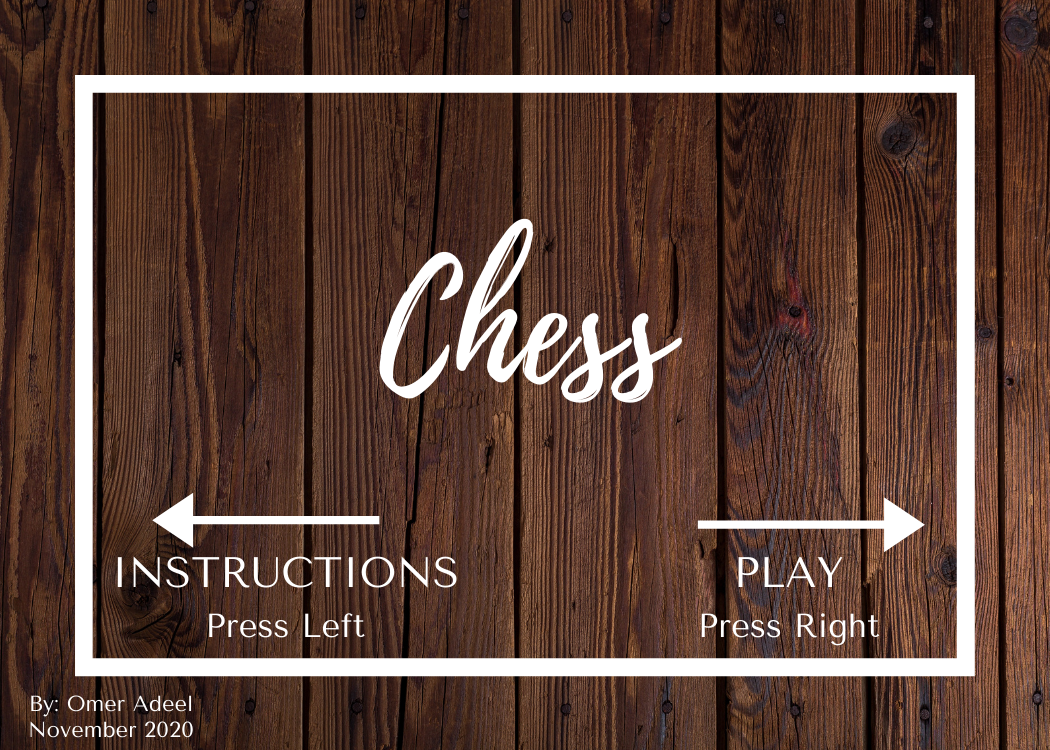 Chess
INSTRUCTIONS
Press Left
PLAY
Press Right
By: Omer Adeel
November 2020